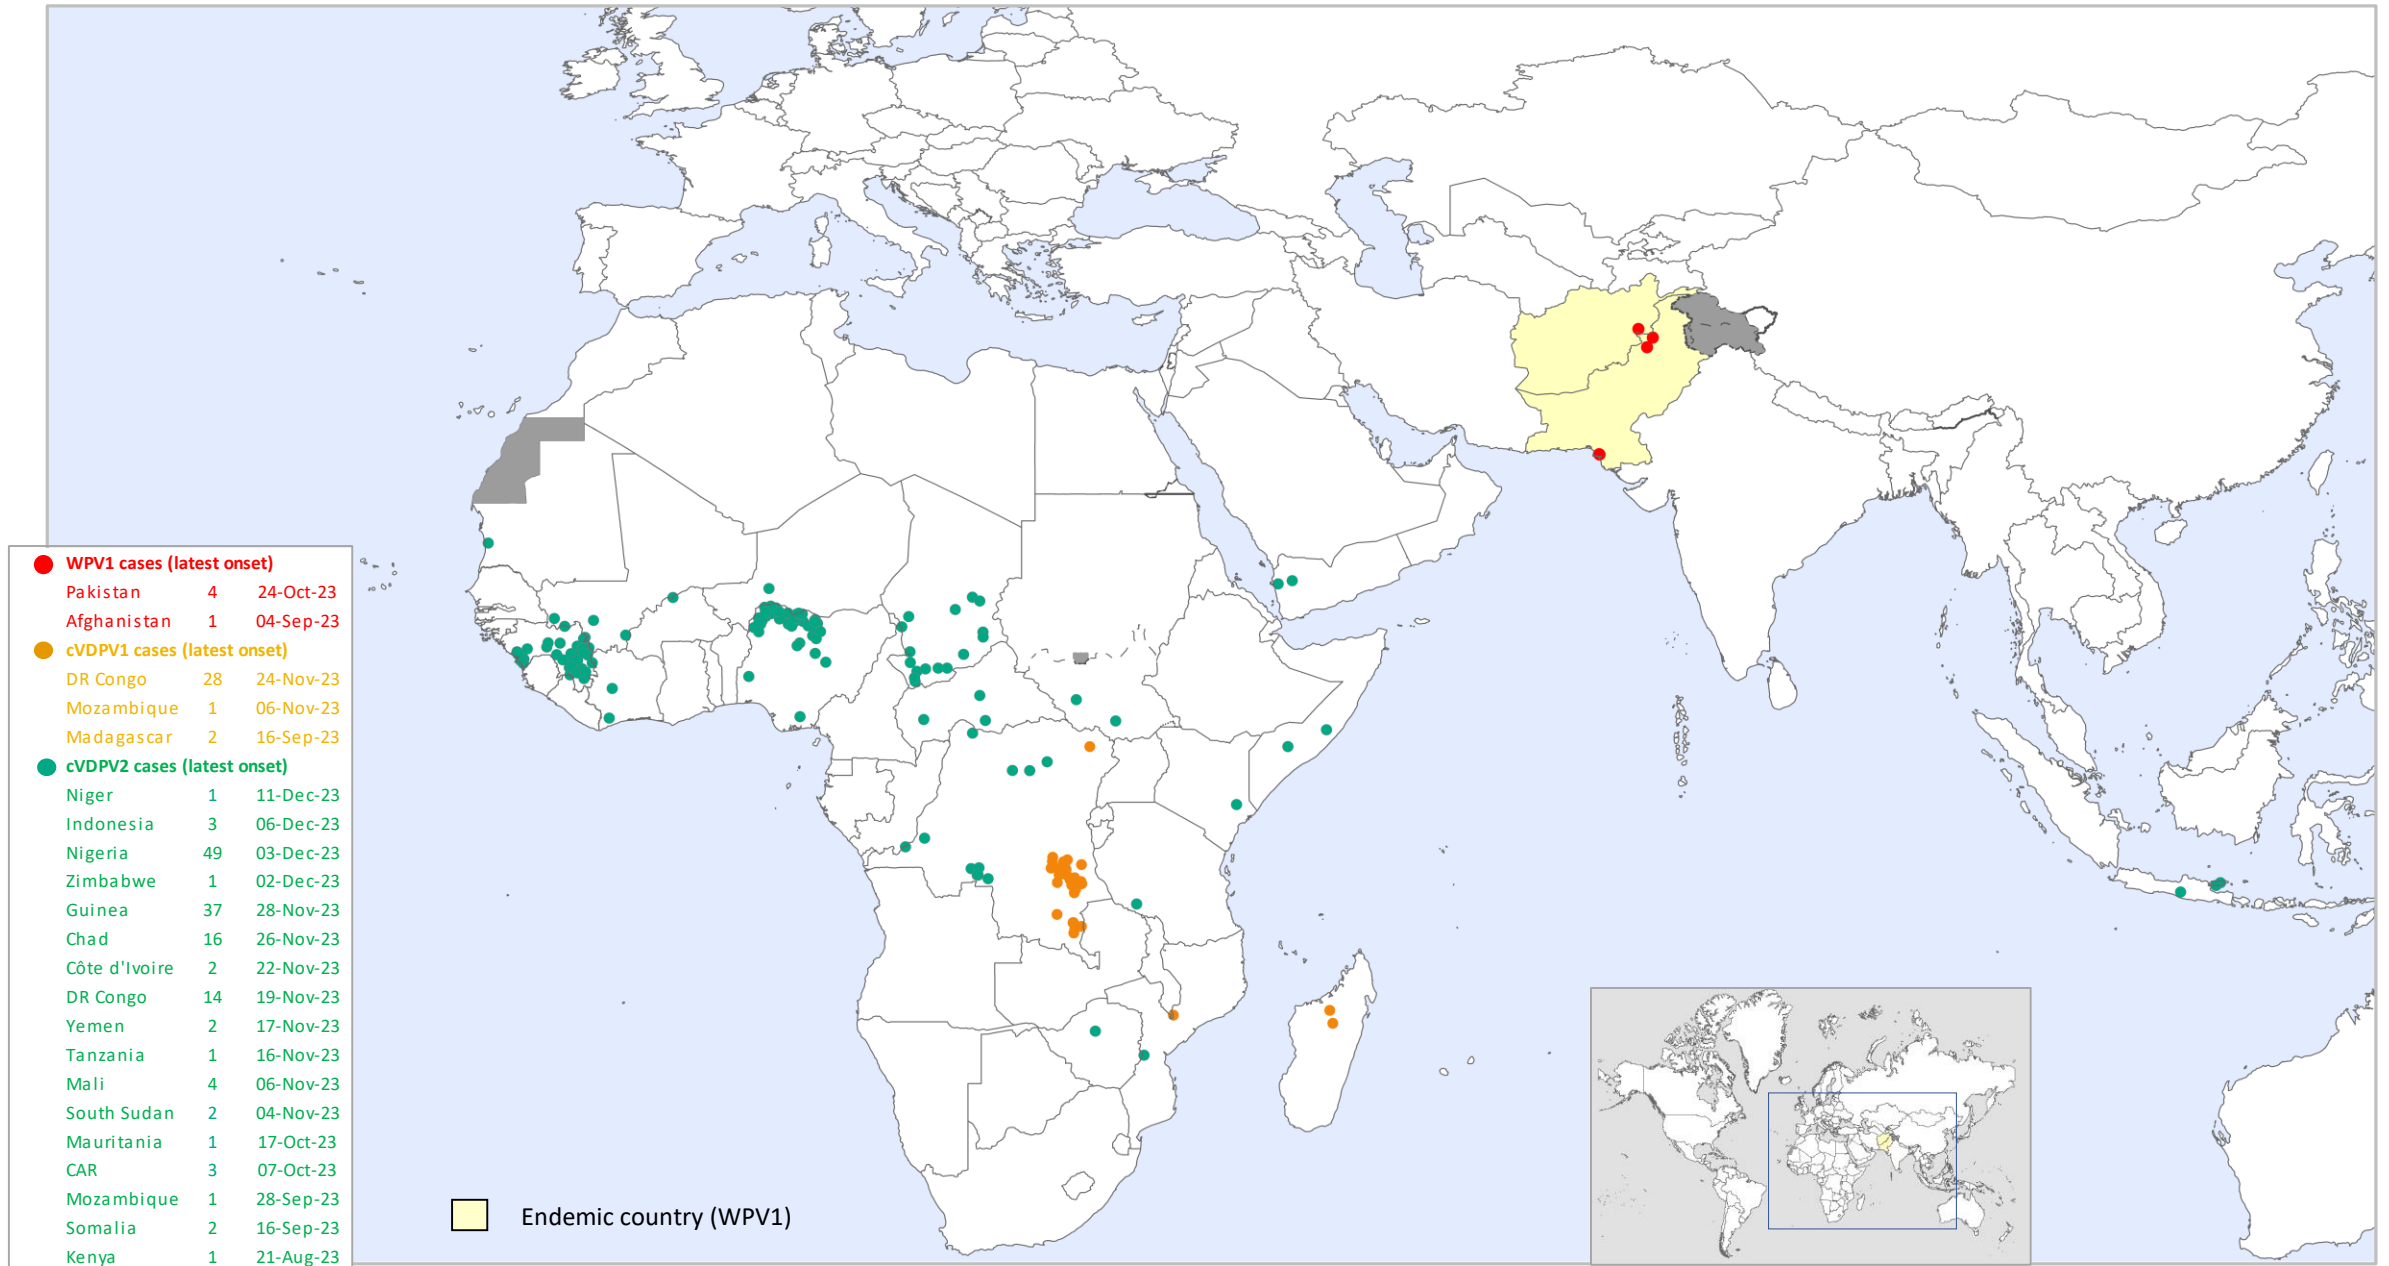 WPV1 cases (latest onset)
Pakistan 4 24-Oct-23
Afghanistan 1 04-Sep-23
cVDPV1 cases (latest onset)
DR Congo 28 24-Nov-23
Mozambique 1 06-Nov-23
Madagascar 2 16-Sep-23
cVDPV2 cases (latest onset)
Niger 1 11-Dec-23
Indonesia 3 06-Dec-23
Nigeria 49 03-Dec-23
Zimbabwe 1 02-Dec-23
Guinea 37 28-Nov-23
Chad 16 26-Nov-23
Côte d'Ivoire 2 22-Nov-23
DR Congo 14 19-Nov-23
Yemen 2 17-Nov-23
Tanzania 1 16-Nov-23
Mali 4 06-Nov-23
South Sudan 2 04-Nov-23
Mauritania 1 17-Oct-23
CAR 3 07-Oct-23
Mozambique 1 28-Sep-23
Somalia 2 16-Sep-23
Kenya 1 21-Aug-23
Endemic country (WPV1)